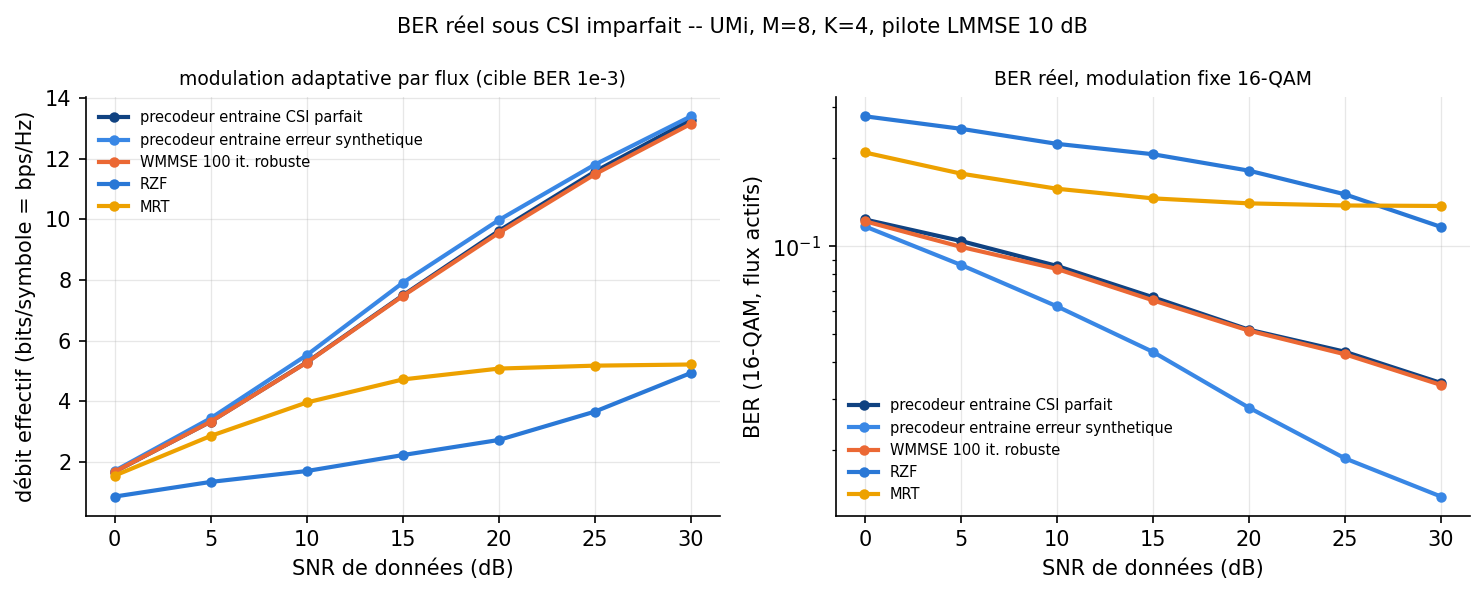 BER réel sous CSI imparfait -- UMi, M=8, K=4, pilote LMMSE 10 dB
modulation adaptative par flux (cible BER 1e-3)
débit effectif (bits/symbole = bps/Hz)
14
12
10
8
6
4
2
precodeur entraine CSI parfait
precodeur entraine erreur synthetique
WMMSE 100 it. robuste
RZF
MRT
0 5 10 15 20 25 30
SNR de données (dB)
BER réel, modulation fixe 16-QAM
BER (16-QAM, flux actifs)
10⁻¹
precodeur entraine CSI parfait
precodeur entraine erreur synthetique
WMMSE 100 it. robuste
RZF
MRT
0 5 10 15 20 25 30
SNR de données (dB)